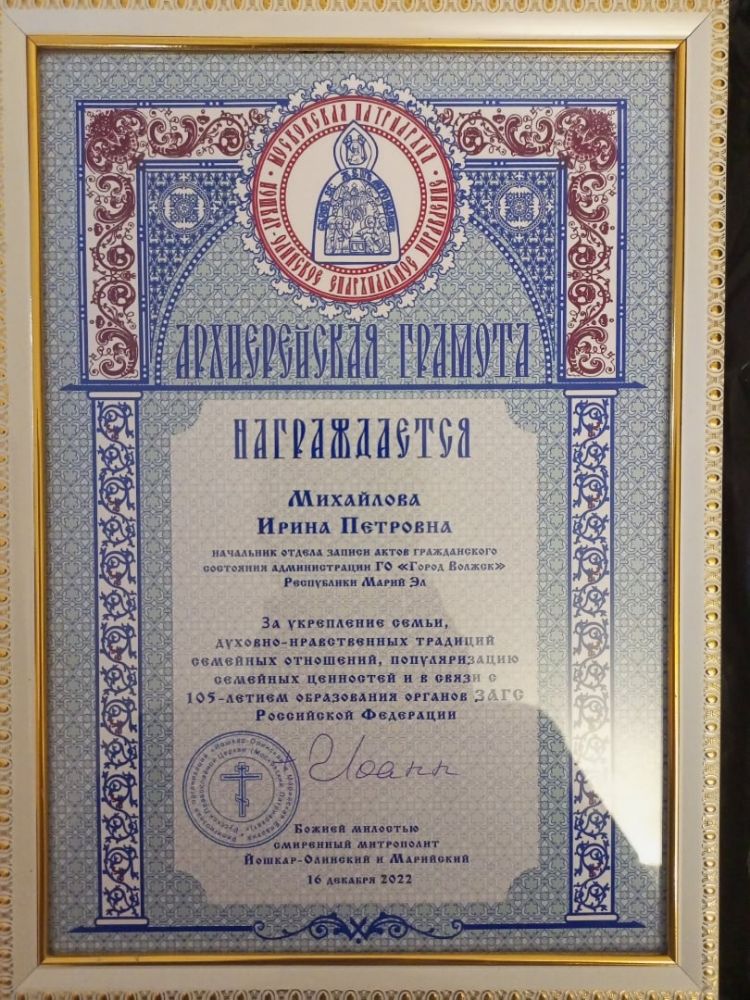 МОСКОВСКАЯ ПАТРИАРХИЯ
ЙОШКАР-ОЛИНСКОЕ ЕПАРХИАЛЬНОЕ УПРАВЛЕНИЕ
АРХИЕРЕЙСКАЯ ГРАМОТА
НАГРАЖДАЕТСЯ
МИХАЙЛОВА
ИРИНА ПЕТРОВНА
НАЧАЛЬНИК ОТДЕЛА ЗАПИСИ АКТОВ ГРАЖДАНСКОГО
СОСТОЯНИЯ АДМИНИСТРАЦИИ ГО «ГОРОД ВОЛЖСК»
РЕСПУБЛИКИ МАРИЙ ЭЛ
ЗА УКРЕПЛЕНИЕ СЕМЬИ,
ДУХОВНО-НРАВСТВЕННЫХ ТРАДИЦИЙ
СЕМЕЙНЫХ ОТНОШЕНИЙ, ПОПУЛЯРИЗАЦИЮ
СЕМЕЙНЫХ ЦЕННОСТЕЙ И В СВЯЗИ С
105-ЛЕТИЕМ ОБРАЗОВАНИЯ ОРГАНОВ ЗАГС
РОССИЙСКОЙ ФЕДЕРАЦИИ
+ Иоанн
БОЖИЕЙ МИЛОСТЬЮ
СМИРЕННЫЙ МИТРОПОЛИТ
ЙОШКАР-ОЛИНСКИЙ И МАРИЙСКИЙ
16 ДЕКАБРЯ 2022